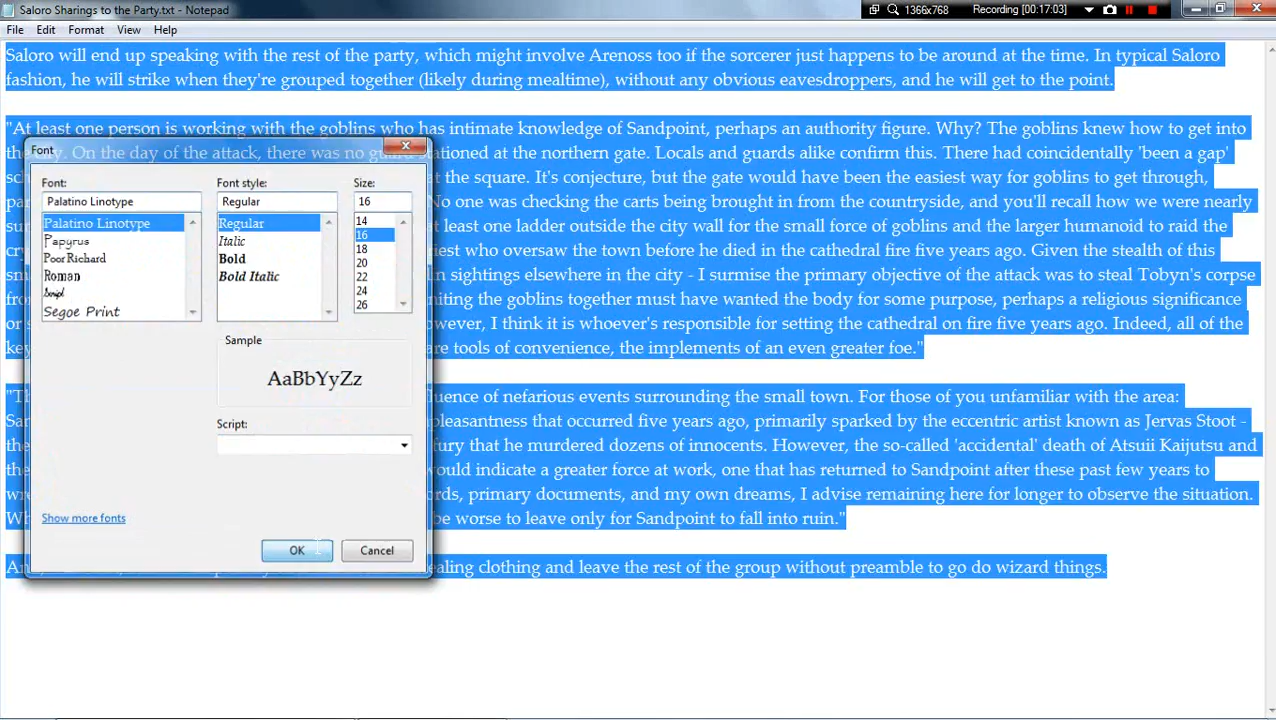 Saloro Sharings to the Party.txt - Notepad
1366x768
Recording [00:17:03]
File Edit Format View Help
Saloro will end up speaking with the rest of the party, which might involve Arenoss too if the sorcerer just happens to be around at the time. In typical Saloro
fashion, he will strike when they're grouped together (likely during mealtime), without any obvious eavesdroppers, and he will get to the point.
"At least one person is working with the goblins who has intimate knowledge of Sandpoint, perhaps an authority figure. Why? The goblins knew how to get into
the city. On the day of the attack, there was no guard stationed at the northern gate. Locals and guards alike confirm this. There had coincidentally 'been a gap'
at the square. It's conjecture, but the gate would have been the easiest way for goblins to get through,
No one was checking the carts being brought in from the countryside, and you'll recall how we were nearly
at least one ladder outside the city wall for the small force of goblins and the larger humanoid to raid the
who oversaw the town before he died in the cathedral fire five years ago. Given the stealth of this
sightings elsewhere in the city - I surmise the primary objective of the attack was to steal Tobyn's corpse
the goblins together must have wanted the body for some purpose, perhaps a religious significance
or I think it is whoever's responsible for setting the cathedral on fire five years ago. Indeed, all of the
are tools of convenience, the implements of an even greater foe."
of nefarious events surrounding the small town. For those of you unfamiliar with the area:
that occurred five years ago, primarily sparked by the eccentric artist known as Jervas Stoot -
that he murdered dozens of innocents. However, the so-called 'accidental' death of Atsuii Kaijutsu and
would indicate a greater force at work, one that has returned to Sandpoint after these past few years to
primary documents, and my own dreams, I advise remaining here for longer to observe the situation.
be worse to leave only for Sandpoint to fall into ruin."
clothing and leave the rest of the group without preamble to go do wizard things.
Font
Font: Font style: Size:
Palatino Linotype Regular 16
Palatino Linotype Regular 14
Papyrus Italic 16
Poor Richard Bold 18
Roman Bold Italic 20
Script 22
Segoe Print 24
26
Sample
AaBbYyZz
Script:
Show more fonts
OK Cancel